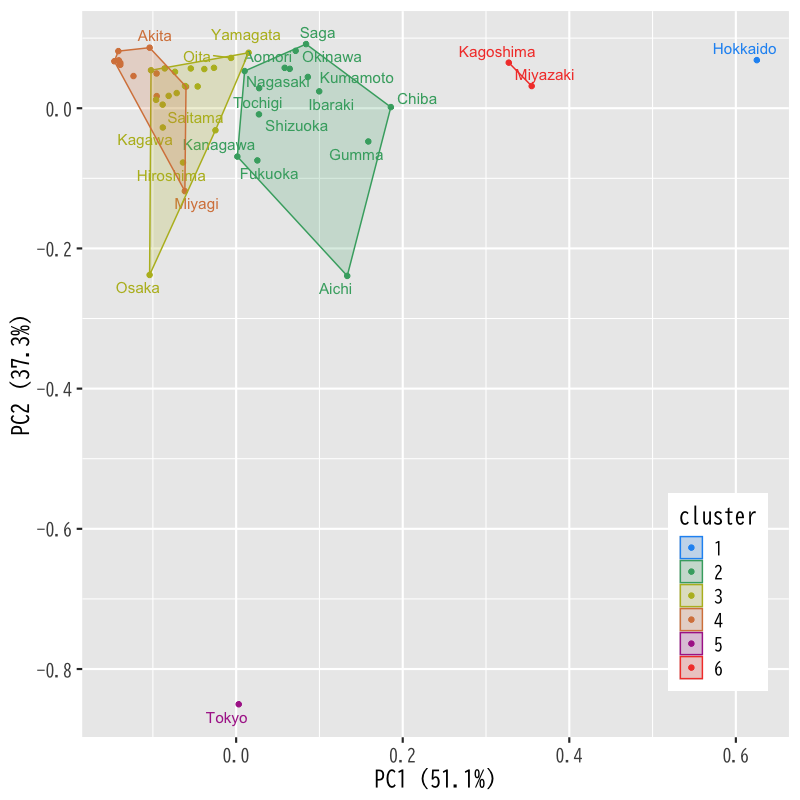 Akita
Yamagata
Saga
Oita
Aomori
Okinawa
Kagoshima
Hokkaido
Miyazaki
Nagasaki
Kumamoto
Tochigi
Ibaraki
Chiba
Saitama
Shizuoka
Kagawa
Kanagawa
Gumma
Hiroshima
Fukuoka
Miyagi
Osaka
Aichi
Tokyo
0.0
−0.2
−0.4
−0.6
−0.8
PC2 (37.3%)
0.0
0.2
0.4
0.6
PC1 (51.1%)
cluster
1
2
3
4
5
6